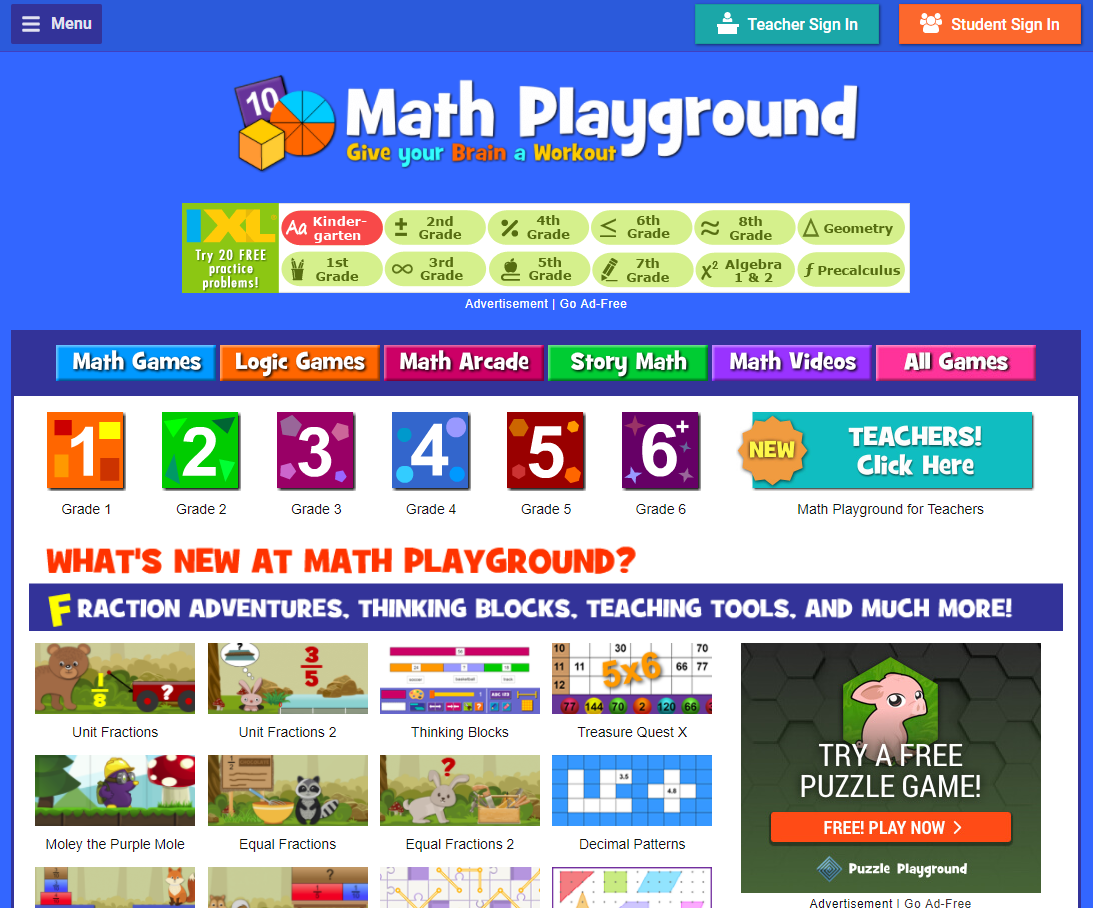 Menu
Teacher Sign In
Student Sign In
10
Math Playground
Give your Brain a Workout
IXL
Try 20 FREE
practice
problems!
Aa Kinder-
garten
± 2nd
Grade
% 4th
Grade
≤ 6th
Grade
≈ 8th
Grade
△ Geometry
1st
Grade
∞ 3rd
Grade
5th
Grade
7th
Grade
x² Algebra
1 & 2
f Precalculus
Advertisement | Go Ad-Free
Math Games
Logic Games
Math Arcade
Story Math
Math Videos
All Games
1
2
3
4
5
6+
NEW
TEACHERS!
Click Here
Grade 1
Grade 2
Grade 3
Grade 4
Grade 5
Grade 6
Math Playground for Teachers
WHAT'S NEW AT MATH PLAYGROUND?
FRACTION ADVENTURES, THINKING BLOCKS, TEACHING TOOLS, AND MUCH MORE!
1/8
?
?
3/5
ABC 123
10 30 70
11 11 66 77
12
5x6
77 144 70 2 120 66
Unit Fractions
Unit Fractions 2
Thinking Blocks
Treasure Quest X
1/2
?
3.5
4.8
Moley the Purple Mole
Equal Fractions
Equal Fractions 2
Decimal Patterns
?
TRY A FREE
PUZZLE GAME!
FREE! PLAY NOW >
Puzzle Playground
Advertisement | Go Ad-Free